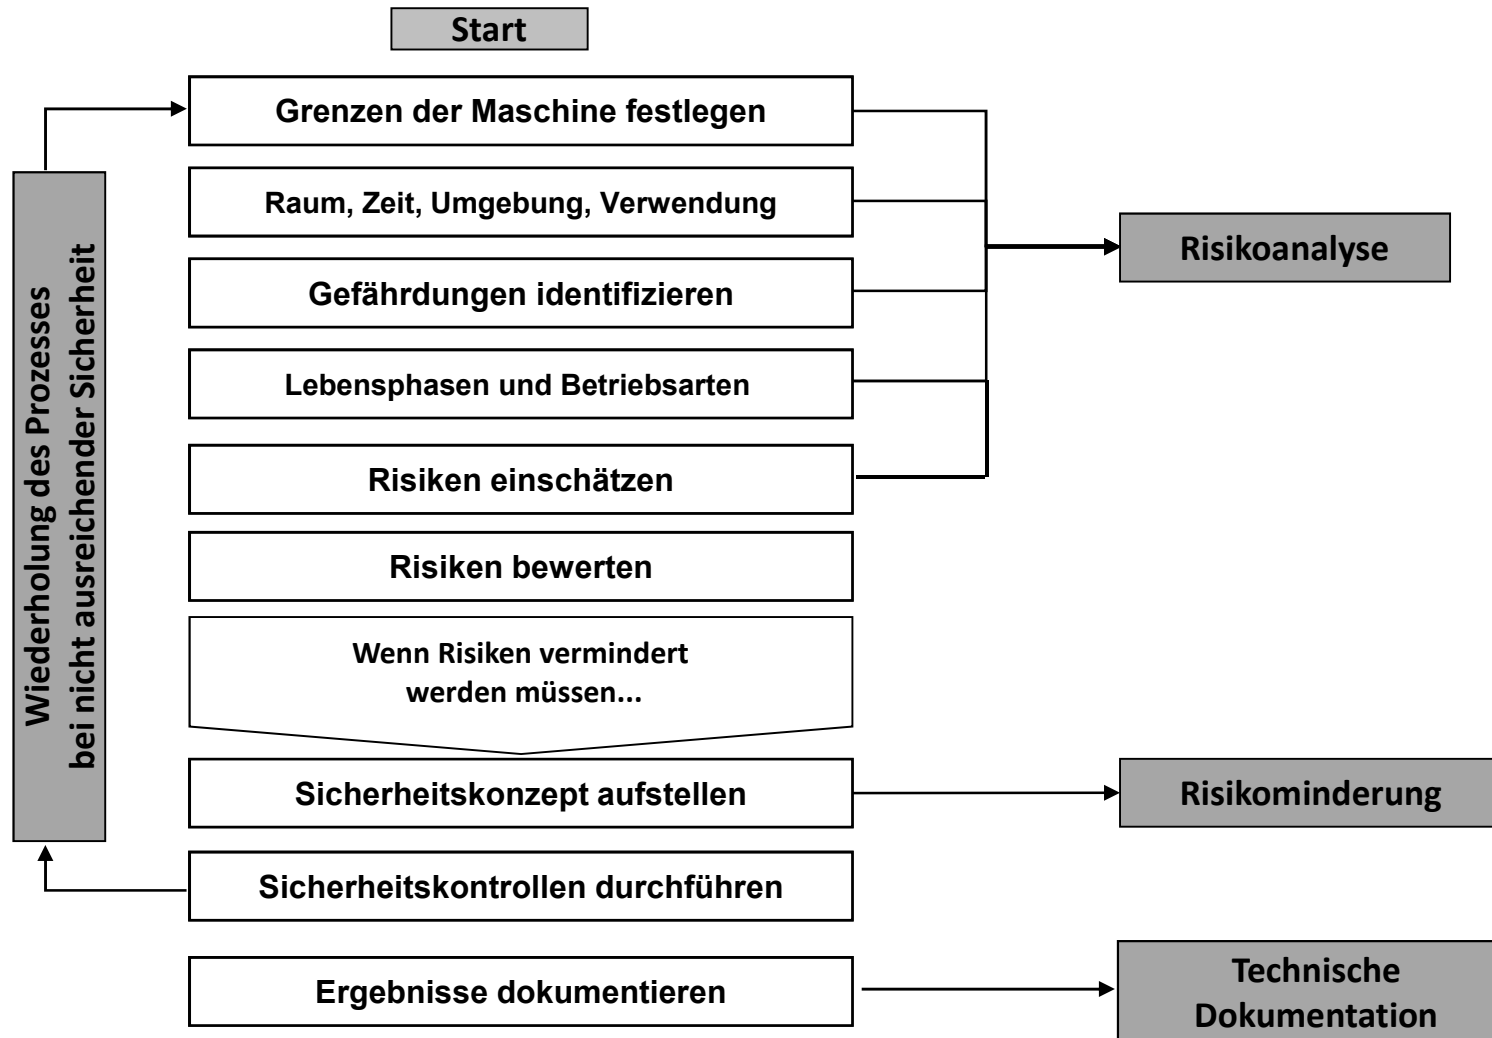 Start
Grenzen der Maschine festlegen
Raum, Zeit, Umgebung, Verwendung
Gefährdungen identifizieren
Lebensphasen und Betriebsarten
Risiken einschätzen
Risiken bewerten
Wenn Risiken vermindert
werden müssen...
Sicherheitskonzept aufstellen
Sicherheitskontrollen durchführen
Ergebnisse dokumentieren
Wiederholung des Prozesses
bei nicht ausreichender Sicherheit
Risikoanalyse
Risikominderung
Technische
Dokumentation